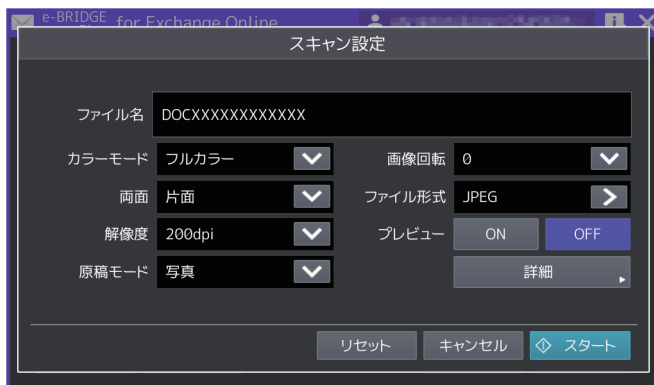 e-BRIDGE for Exchange Online
スキャン設定
ファイル名 DOCXXXXXXXXXXXX
カラーモード フルカラー 画像回転 0
両面 片面 ファイル形式 JPEG
解像度 200dpi プレビュー ON OFF
原稿モード 写真 詳細
リセット キャンセル スタート